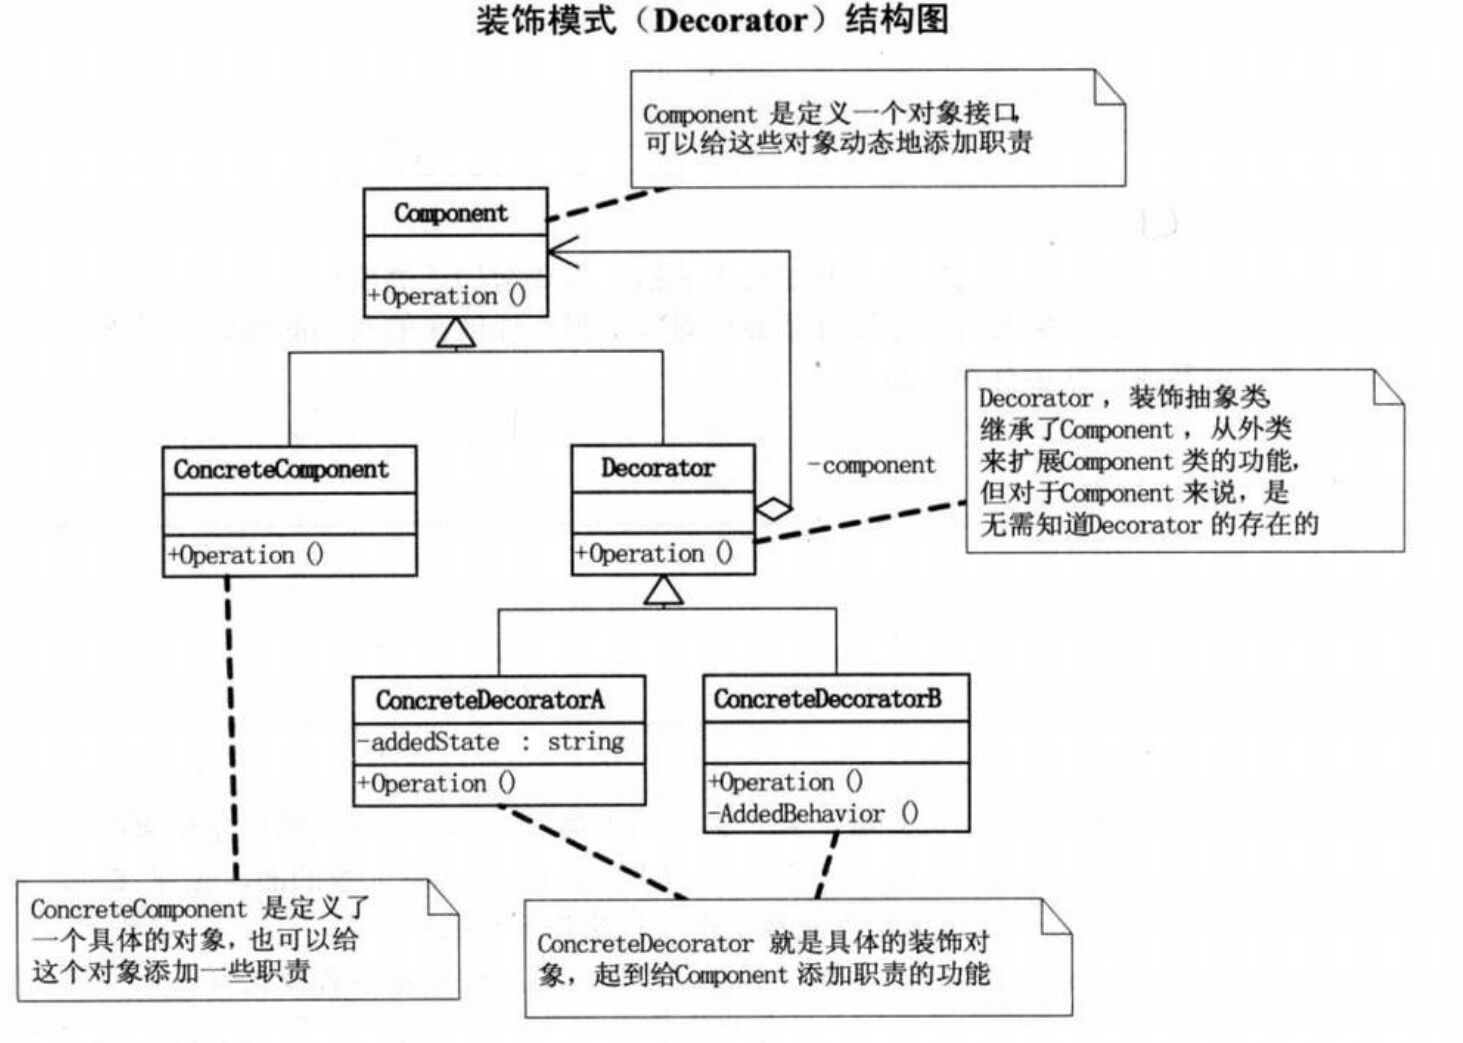 装饰模式（Decorator）结构图
Component 是定义一个对象接口，
可以给这些对象动态地添加职责
Component
+Operation ()
Decorator ，装饰抽象类，
继承了Component ，从外类
来扩展Component 类的功能，
但对于Component 来说，是
无需知道Decorator 的存在的
ConcreteComponent
+Operation ()
Decorator
+Operation ()
-component
ConcreteDecoratorA
-addedState : string
+Operation ()
ConcreteDecoratorB
+Operation ()
-AddedBehavior ()
ConcreteComponent 是定义了
一个具体的对象，也可以给
这个对象添加一些职责
ConcreteDecorator 就是具体的装饰对
象，起到给Component 添加职责的功能